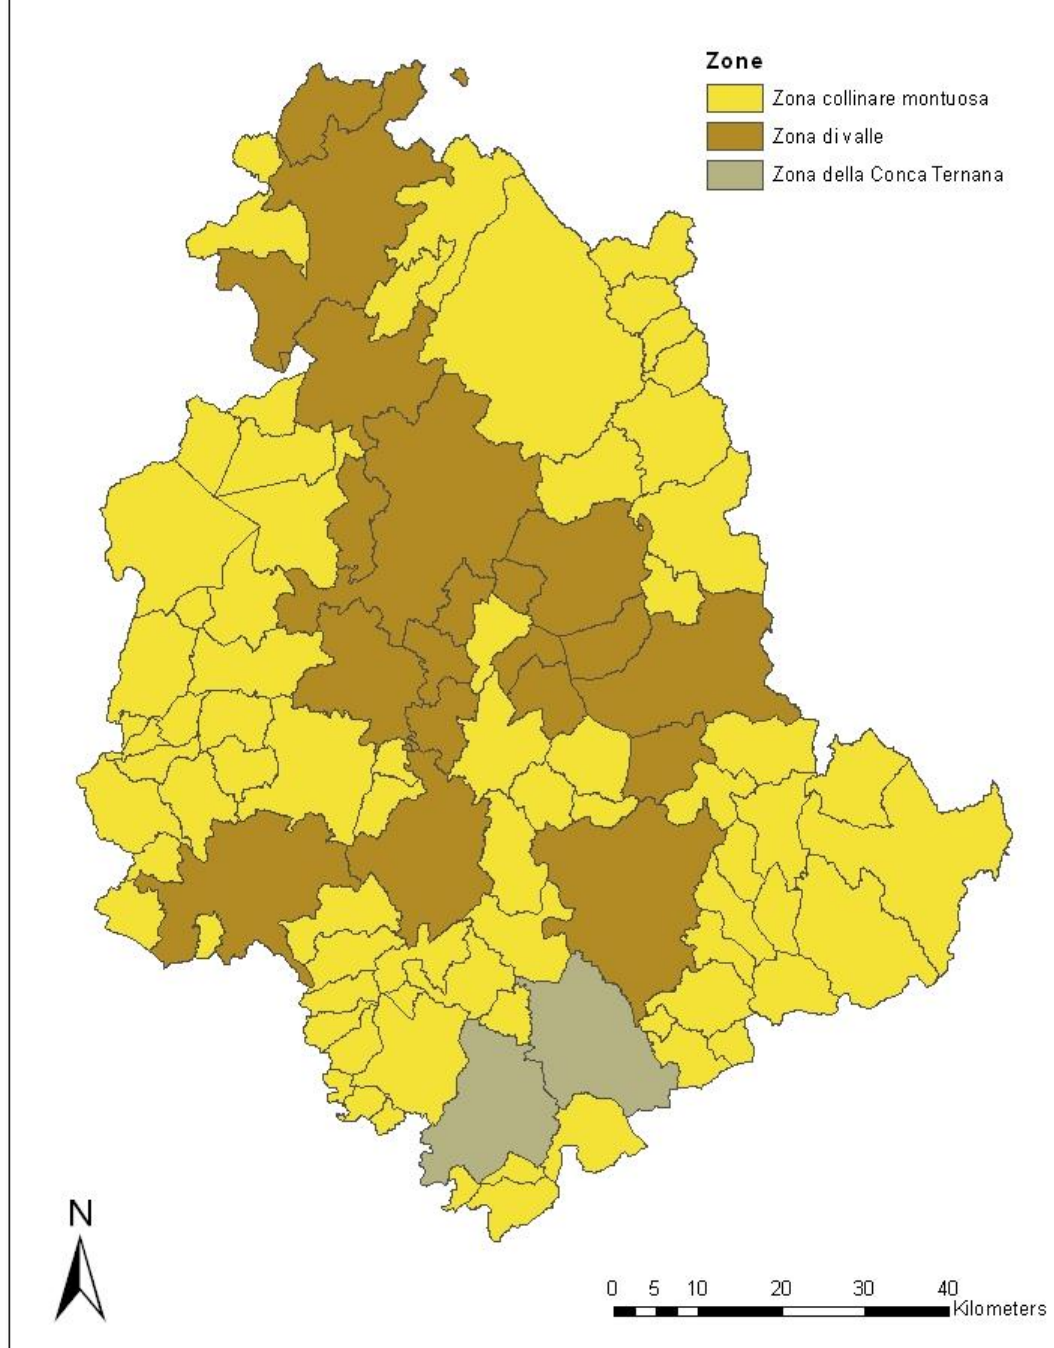 Zone
Zona collinare montuosa
Zona di valle
Zona della Conca Ternana
N
0 5 10 20 30 40
Kilometers